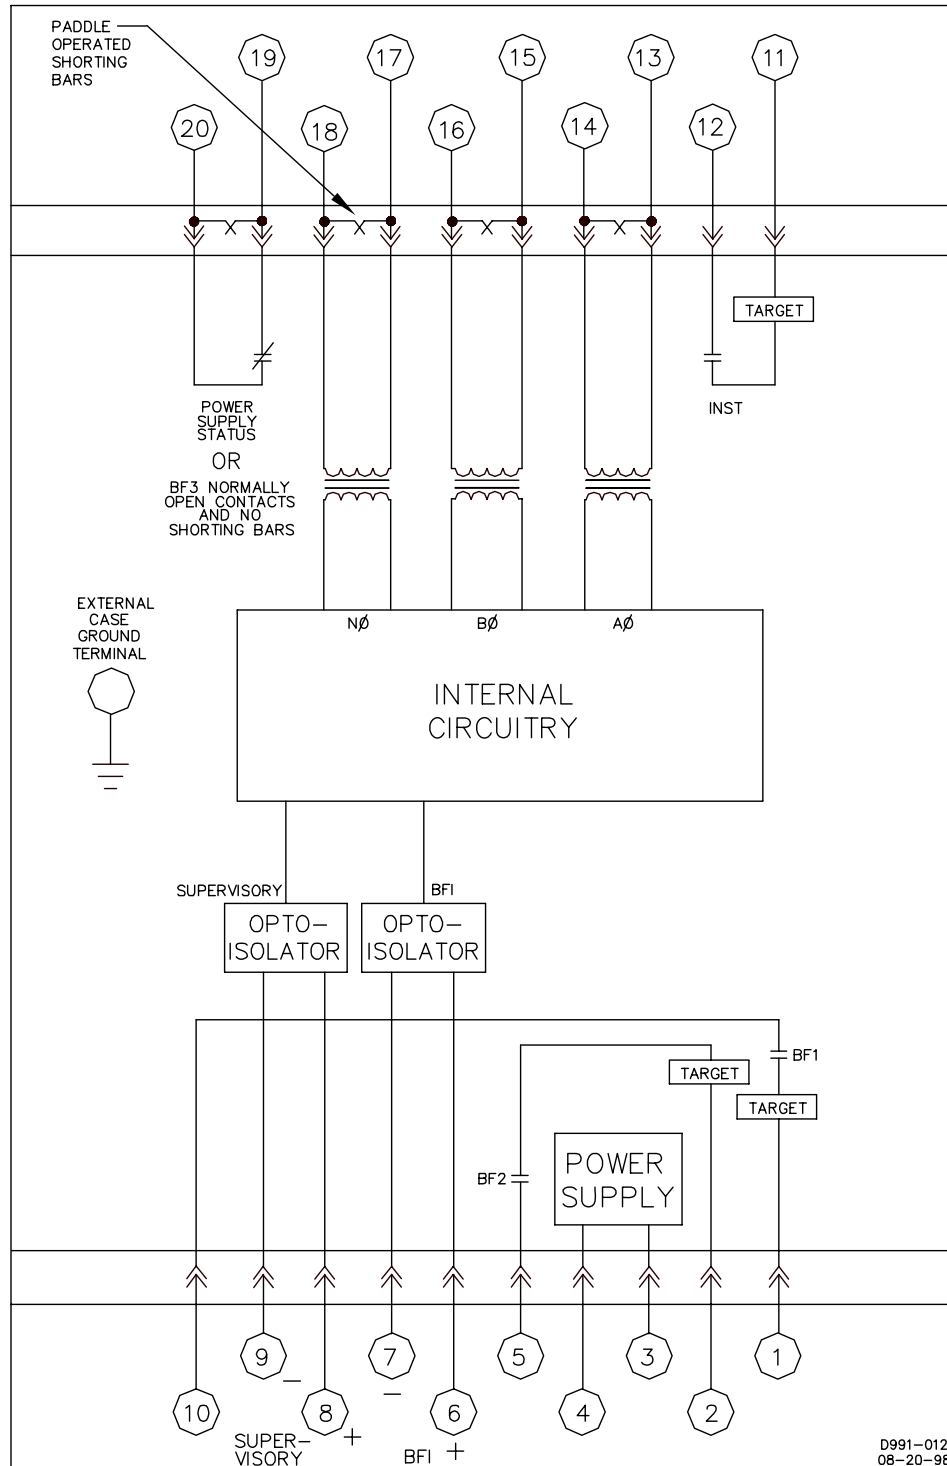 PADDLE
OPERATED
SHORTING
BARS
19
17
15
13
11
20
18
16
14
12
TARGET
POWER
SUPPLY
STATUS
OR
BF3 NORMALLY
OPEN CONTACTS
AND NO
SHORTING BARS
INST
EXTERNAL
CASE
GROUND
TERMINAL
NØ
BØ
AØ
INTERNAL
CIRCUITRY
SUPERVISORY
BFI
OPTO-
ISOLATOR
OPTO-
ISOLATOR
BF1
TARGET
TARGET
BF2
POWER
SUPPLY
9
7
5
3
1
−
−
10
8
6
4
2
+
+
SUPER-
VISORY
BFI
D991-012
08-20-98